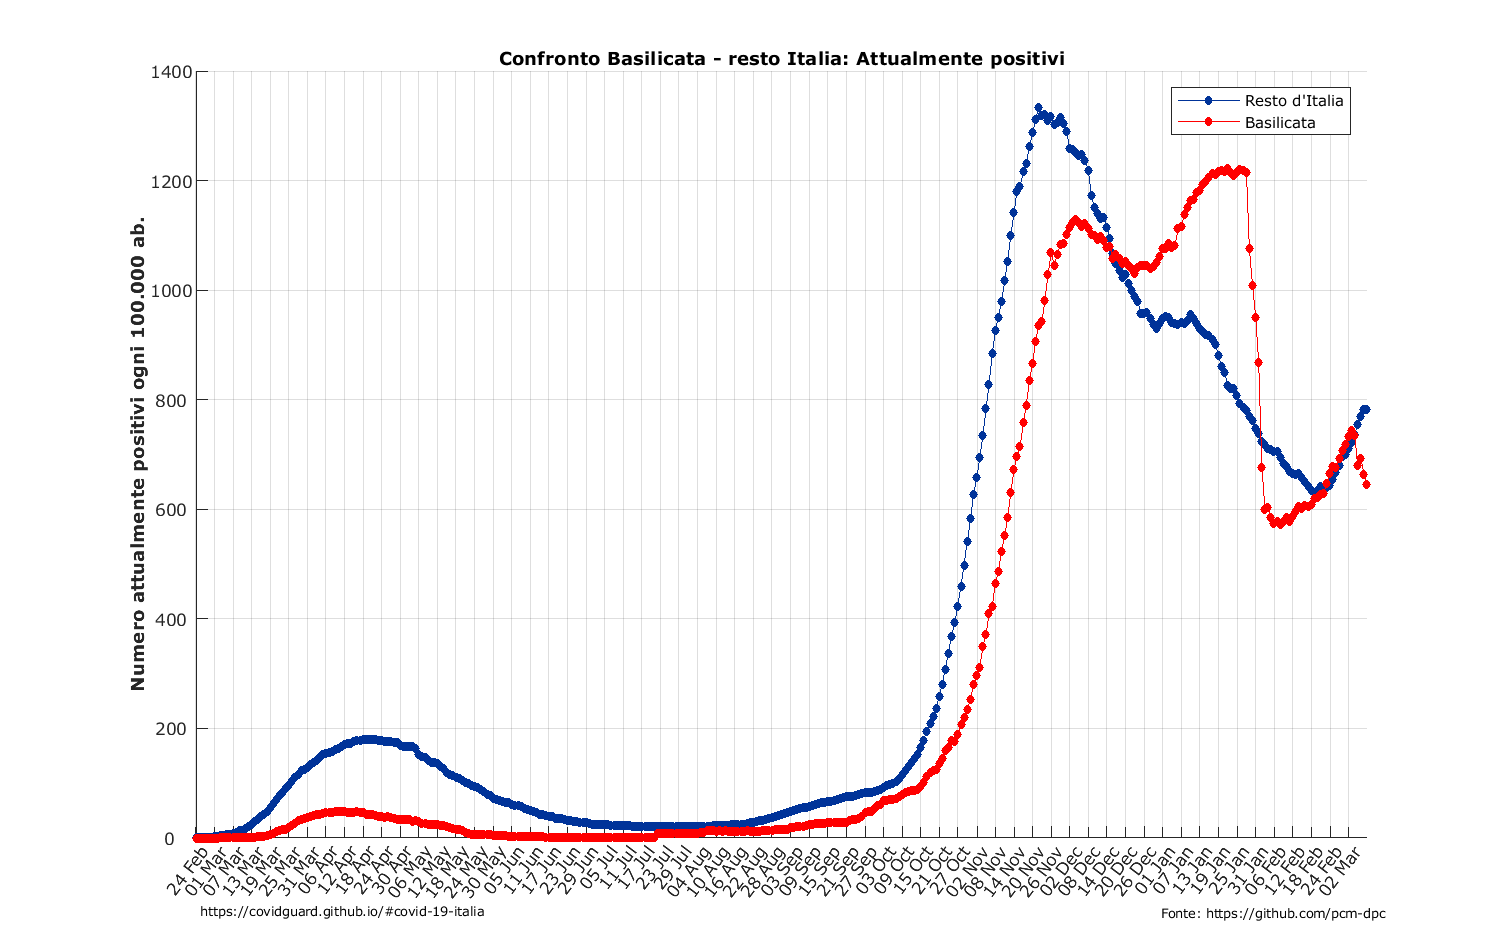 Confronto Basilicata - resto Italia: Attualmente positivi
Resto d'Italia
Basilicata
Numero attualmente positivi ogni 100.000 ab.
1400
1200
1000
800
600
400
200
0
24 Feb
01 Mar
07 Mar
13 Mar
19 Mar
25 Mar
31 Mar
06 Apr
12 Apr
18 Apr
24 Apr
30 Apr
06 May
12 May
18 May
24 May
30 May
05 Jun
11 Jun
17 Jun
23 Jun
29 Jun
05 Jul
11 Jul
17 Jul
23 Jul
29 Jul
04 Aug
10 Aug
16 Aug
22 Aug
28 Aug
03 Sep
09 Sep
15 Sep
21 Sep
27 Sep
03 Oct
09 Oct
15 Oct
21 Oct
27 Oct
02 Nov
08 Nov
14 Nov
20 Nov
26 Nov
02 Dec
08 Dec
14 Dec
20 Dec
26 Dec
01 Jan
07 Jan
13 Jan
19 Jan
25 Jan
31 Jan
06 Feb
12 Feb
18 Feb
24 Feb
02 Mar
https://covidguard.github.io/#covid-19-italia
Fonte: https://github.com/pcm-dpc